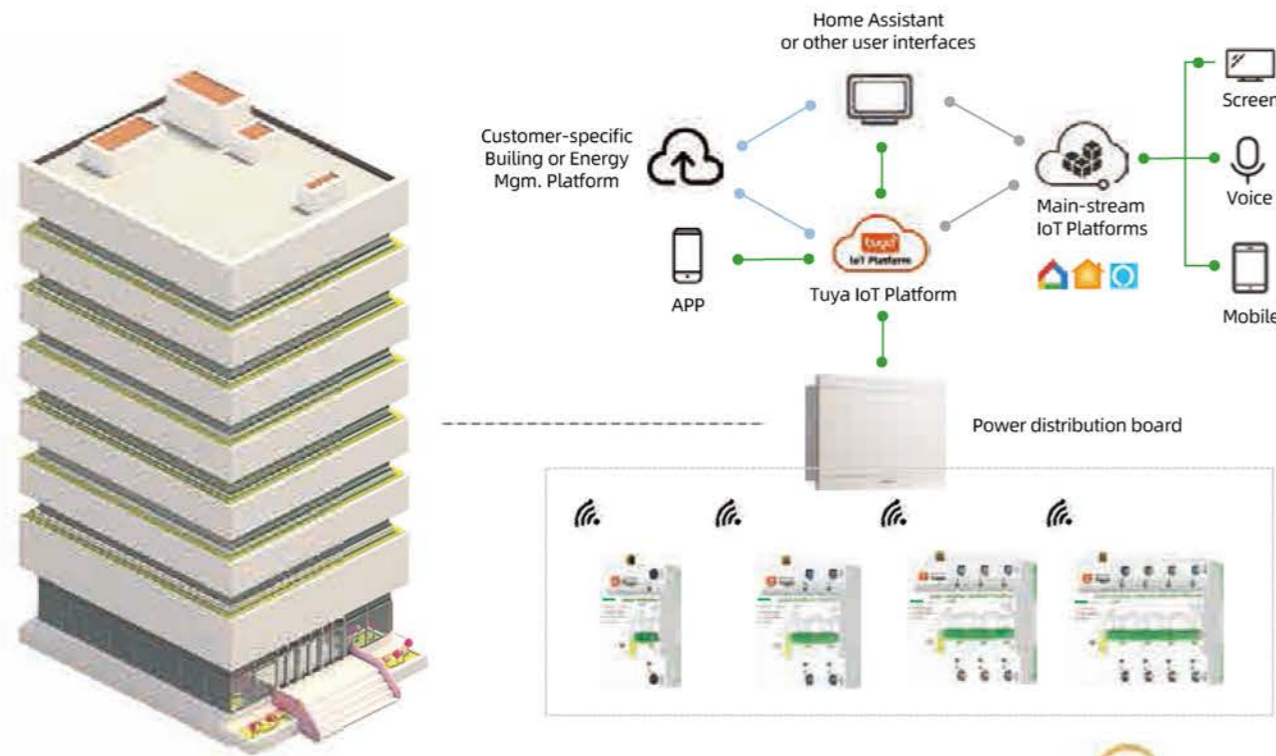 Home Assistant
or other user interfaces
Screen
Customer-specific
Builing or Energy
Mgm. Platform
Voice
Main-stream
IoT Platforms
tuya
IoT Platform
APP
Tuya IoT Platform
Mobile
Power distribution board